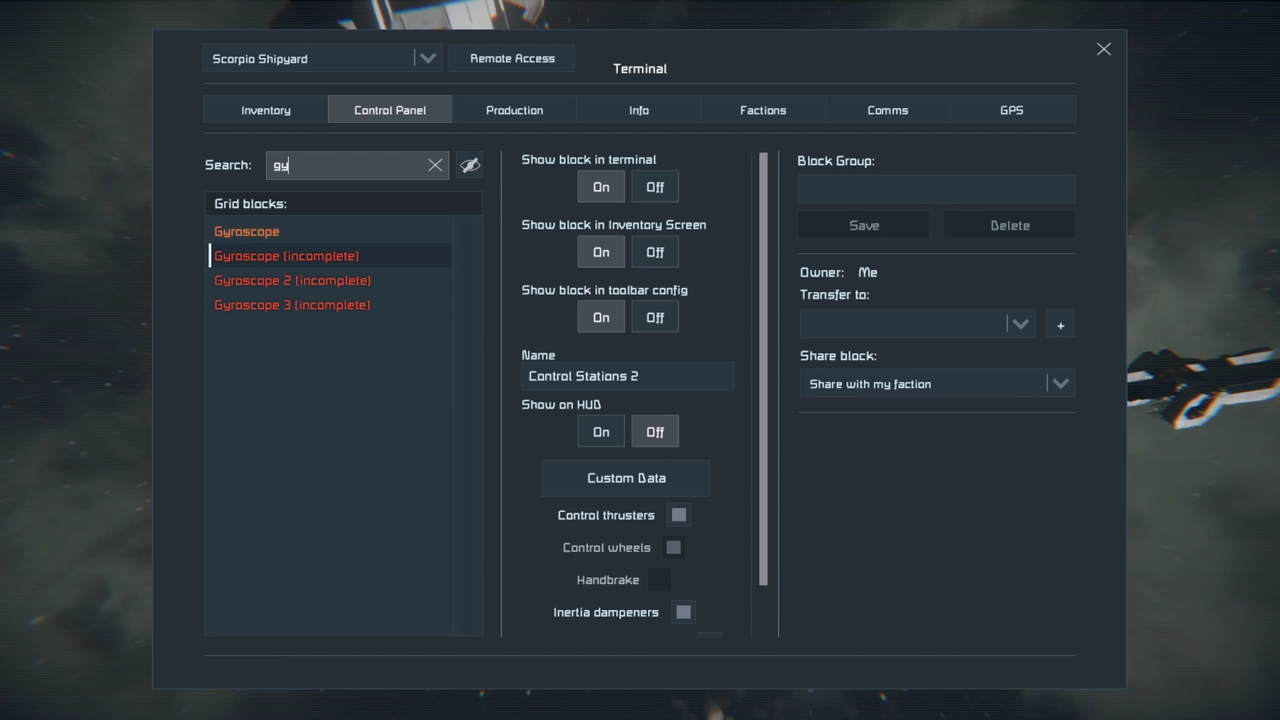 Scorpio Shipyard
Remote Access
Terminal
Inventory
Control Panel
Production
Info
Factions
Comms
GPS
Search:
gy
Grid blocks:
Gyroscope
Gyroscope (incomplete)
Gyroscope 2 (incomplete)
Gyroscope 3 (incomplete)
Show block in terminal
On
Off
Show block in Inventory Screen
On
Off
Show block in toolbar config
On
Off
Name
Control Stations 2
Show on HUD
On
Off
Custom Data
Control thrusters
Control wheels
Handbrake
Inertia dampeners
Block Group:
Save
Delete
Owner: Me
Transfer to:
+
Share block:
Share with my faction